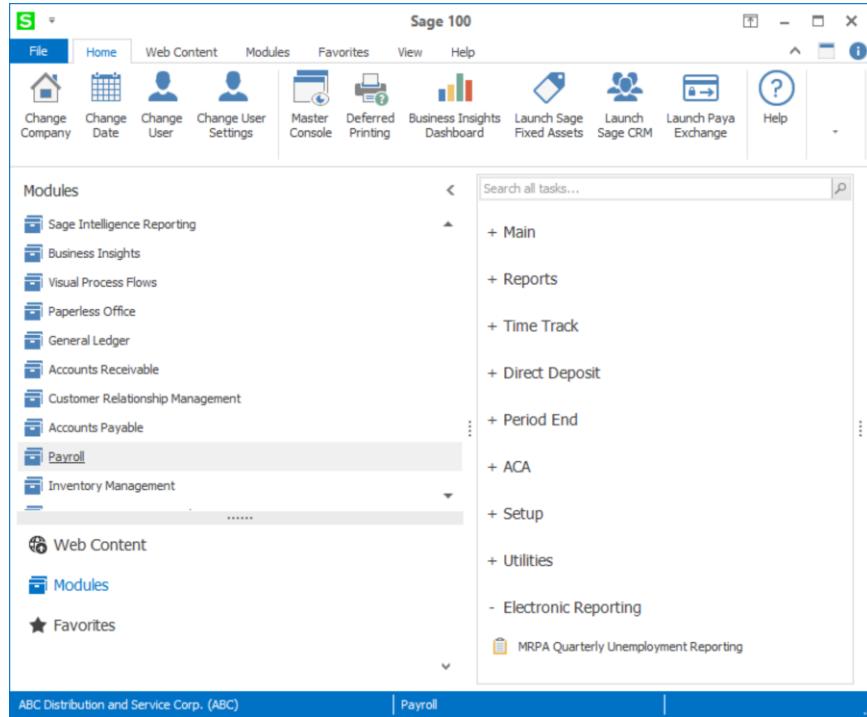 S
Sage 100
File Home Web Content Modules Favorites View Help
Change Company
Change Date
Change User
Change User Settings
Master Console
Deferred Printing
Business Insights Dashboard
Launch Sage Fixed Assets
Launch Sage CRM
Launch Paya Exchange
Help
Modules
Sage Intelligence Reporting
Business Insights
Visual Process Flows
Paperless Office
General Ledger
Accounts Receivable
Customer Relationship Management
Accounts Payable
Payroll
Inventory Management
Web Content
Modules
Favorites
Search all tasks...
+ Main
+ Reports
+ Time Track
+ Direct Deposit
+ Period End
+ ACA
+ Setup
+ Utilities
- Electronic Reporting
MRPA Quarterly Unemployment Reporting
ABC Distribution and Service Corp. (ABC) Payroll